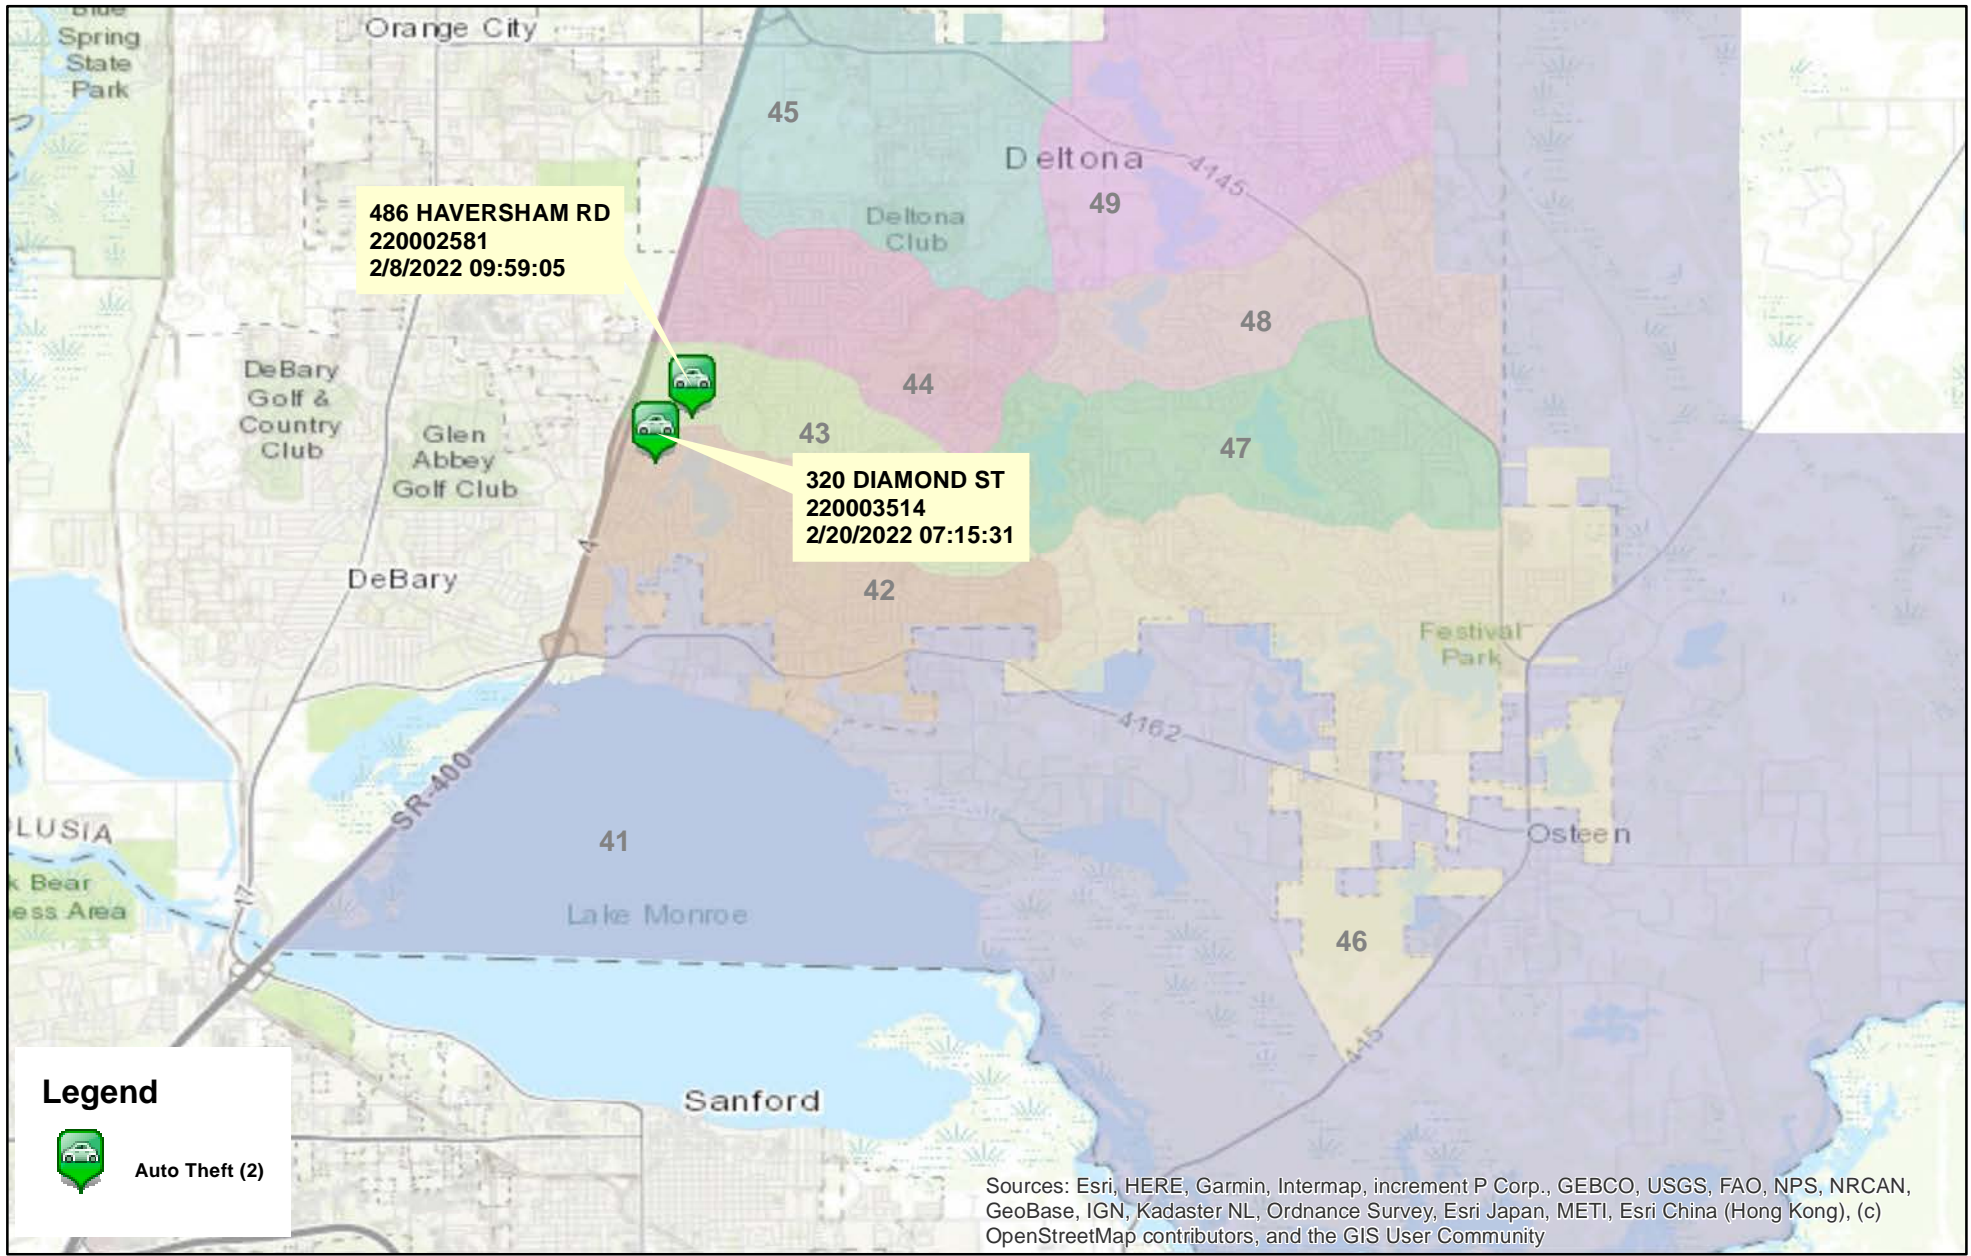 Blue
Spring
State
Park
Orange City
45
Deltona
4145
49
Deltona
Club
486 HAVERSHAM RD
220002581
2/8/2022 09:59:05
48
DeBary
Golf &
Country
Club
44
Glen
Abbey
Golf Club
43
47
320 DIAMOND ST
220003514
2/20/2022 07:15:31
4
DeBary
42
Festival
Park
4162
SR-400
LUSIA
41
Osteen
k Bear
ess Area
17
Lake Monroe
46
415
Legend
Auto Theft (2)
Sanford
Sources: Esri, HERE, Garmin, Intermap, increment P Corp., GEBCO, USGS, FAO, NPS, NRCAN,
GeoBase, IGN, Kadaster NL, Ordnance Survey, Esri Japan, METI, Esri China (Hong Kong), (c)
OpenStreetMap contributors, and the GIS User Community